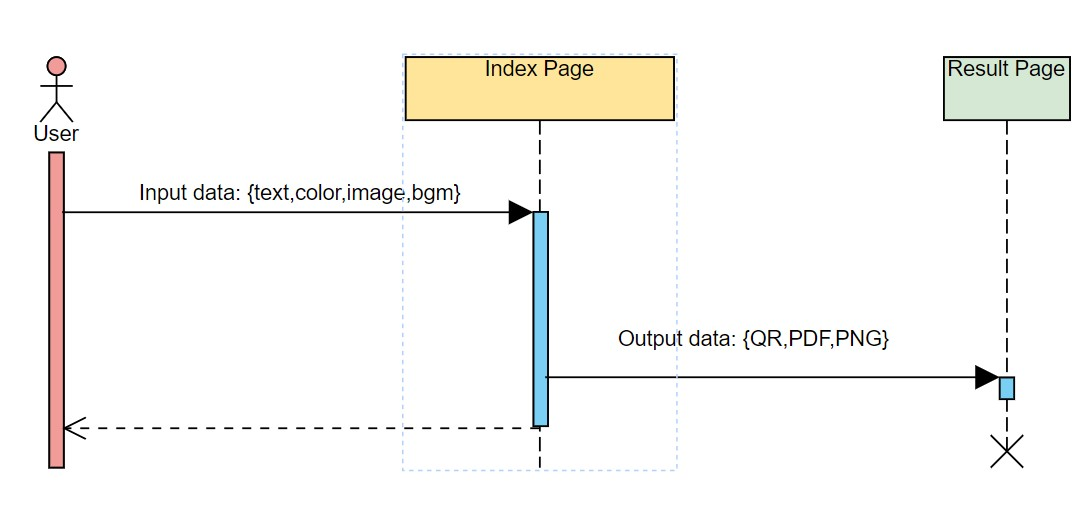 Index Page
Result Page
User
Input data: {text,color,image,bgm}
Output data: {QR,PDF,PNG}